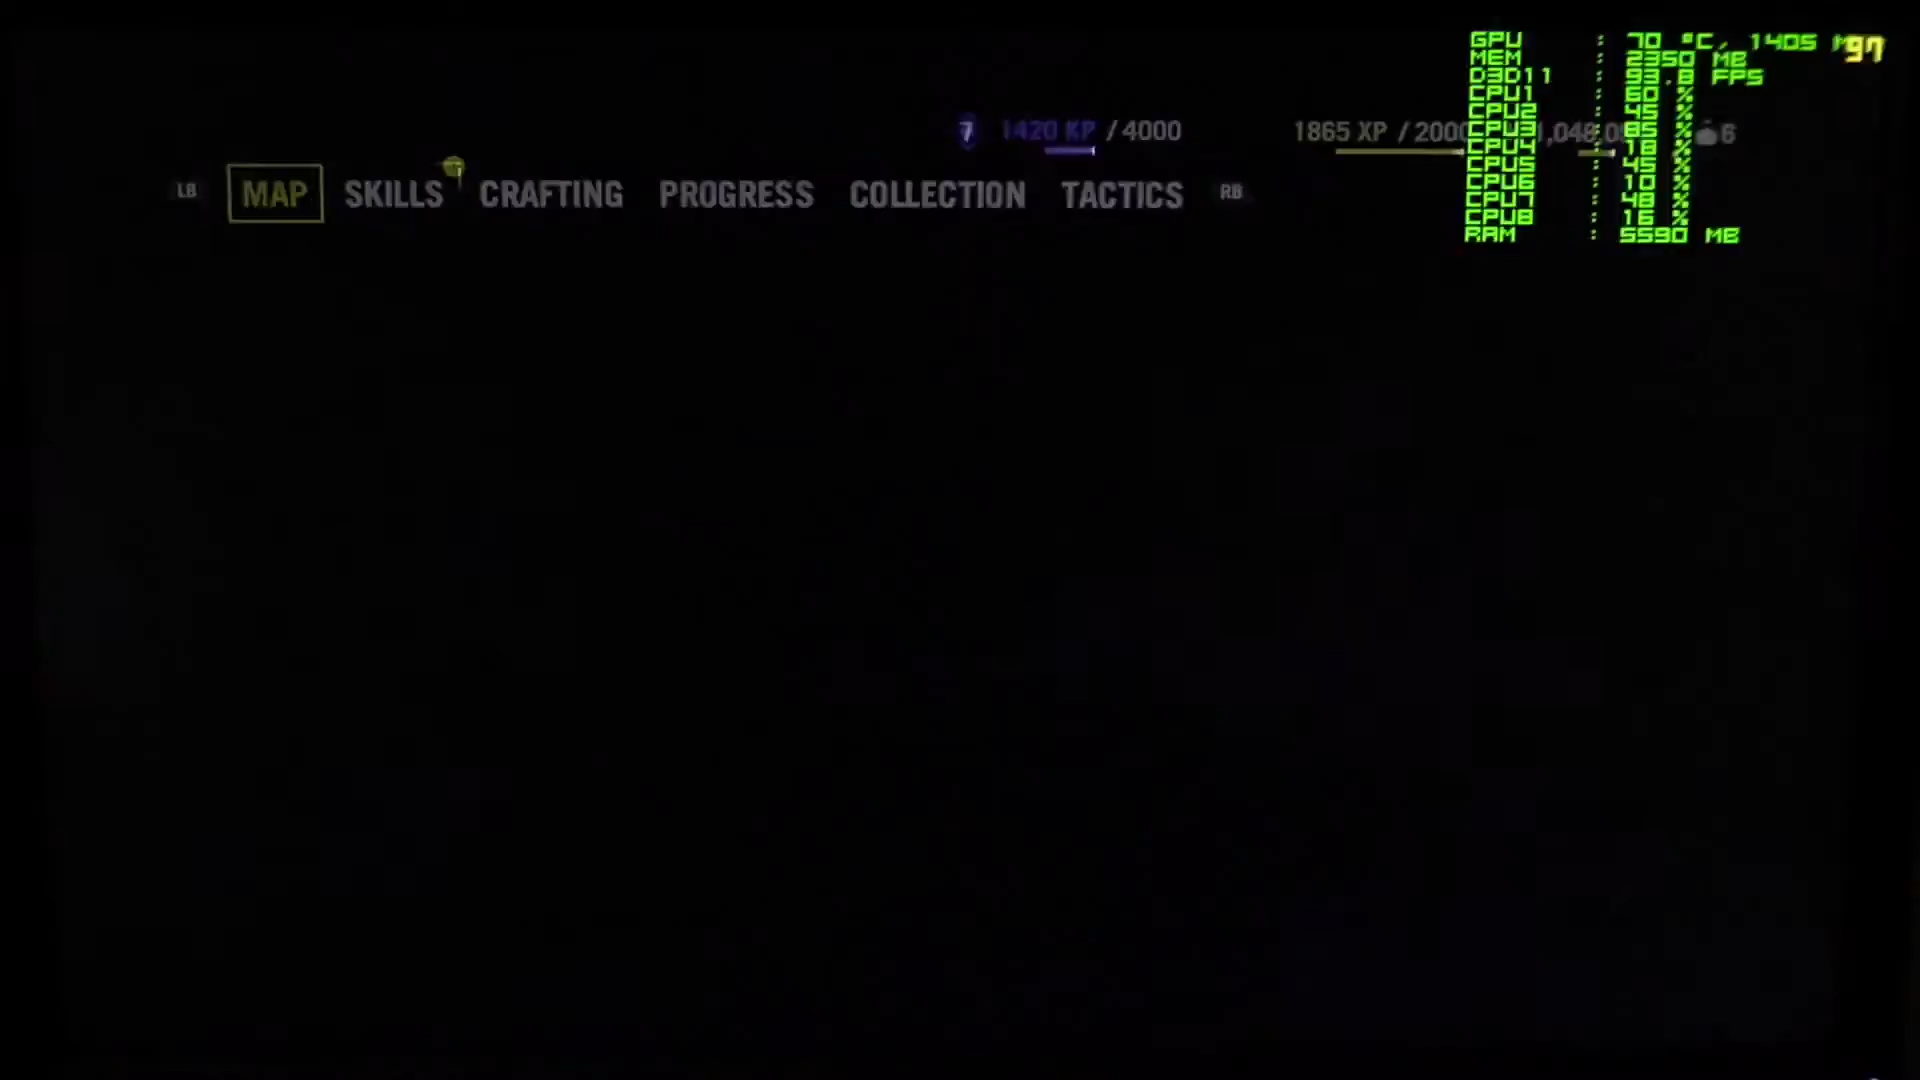 GPU : 70 °C, 1405 M
97
MEM : 2350 MB
D3D11 : 93.8 FPS
CPU1 : 60 %
CPU2 : 45 %
CPU3 : 85 %
CPU4 : 18 %
CPU5 : 45 %
CPU6 : 10 %
CPU7 : 48 %
CPU8 : 16 %
RAM : 5590 MB
7 1420 KP / 4000 1865 XP / 2000 6
LB MAP SKILLS CRAFTING PROGRESS COLLECTION TACTICS RB